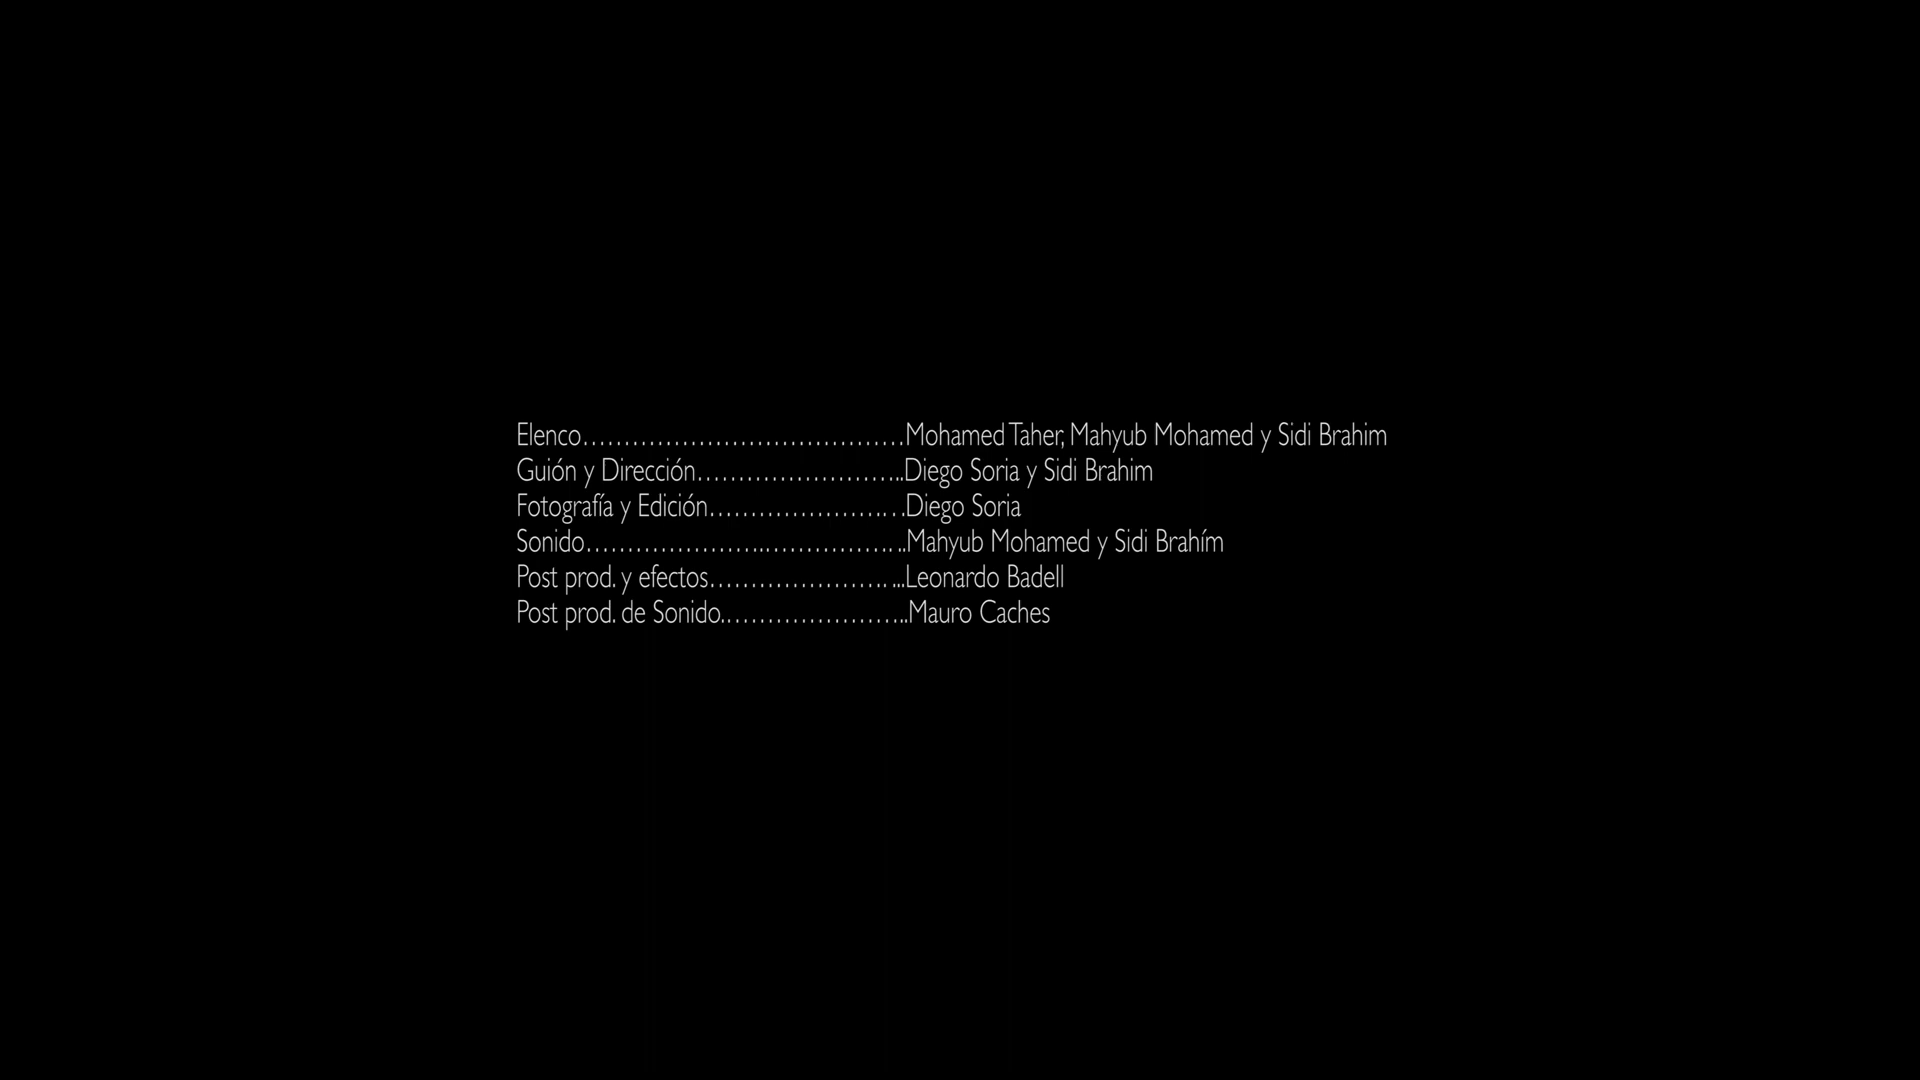 Elenco.......................................Mohamed Taher, Mahyub Mohamed y Sidi Brahim
Guión y Dirección..........................Diego Soria y Sidi Brahim
Fotografía y Edición........................Diego Soria
Sonido.......................................Mahyub Mohamed y Sidi Brahím
Post prod. y efectos.........................Leonardo Badell
Post prod. de Sonido.......................Mauro Caches